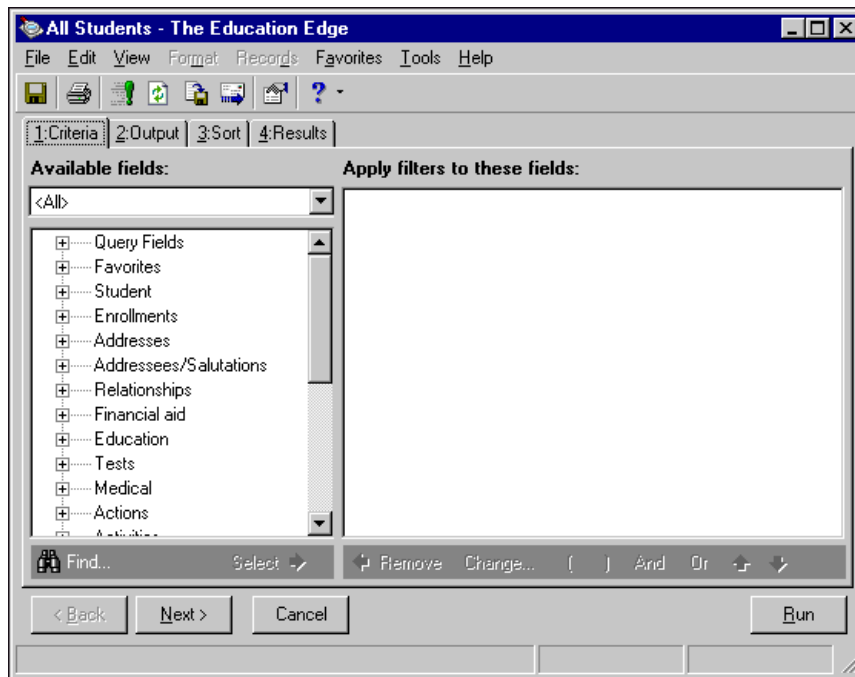 All Students - The Education Edge
File Edit View Format Records Favorites Tools Help
1:Criteria 2:Output 3:Sort 4:Results
Available fields: Apply filters to these fields:
<All>
Query Fields
Favorites
Student
Enrollments
Addresses
Addressees/Salutations
Relationships
Financial aid
Education
Tests
Medical
Actions
Activities
Find... Select Remove Change... ( ) And Or
< Back Next > Cancel Run